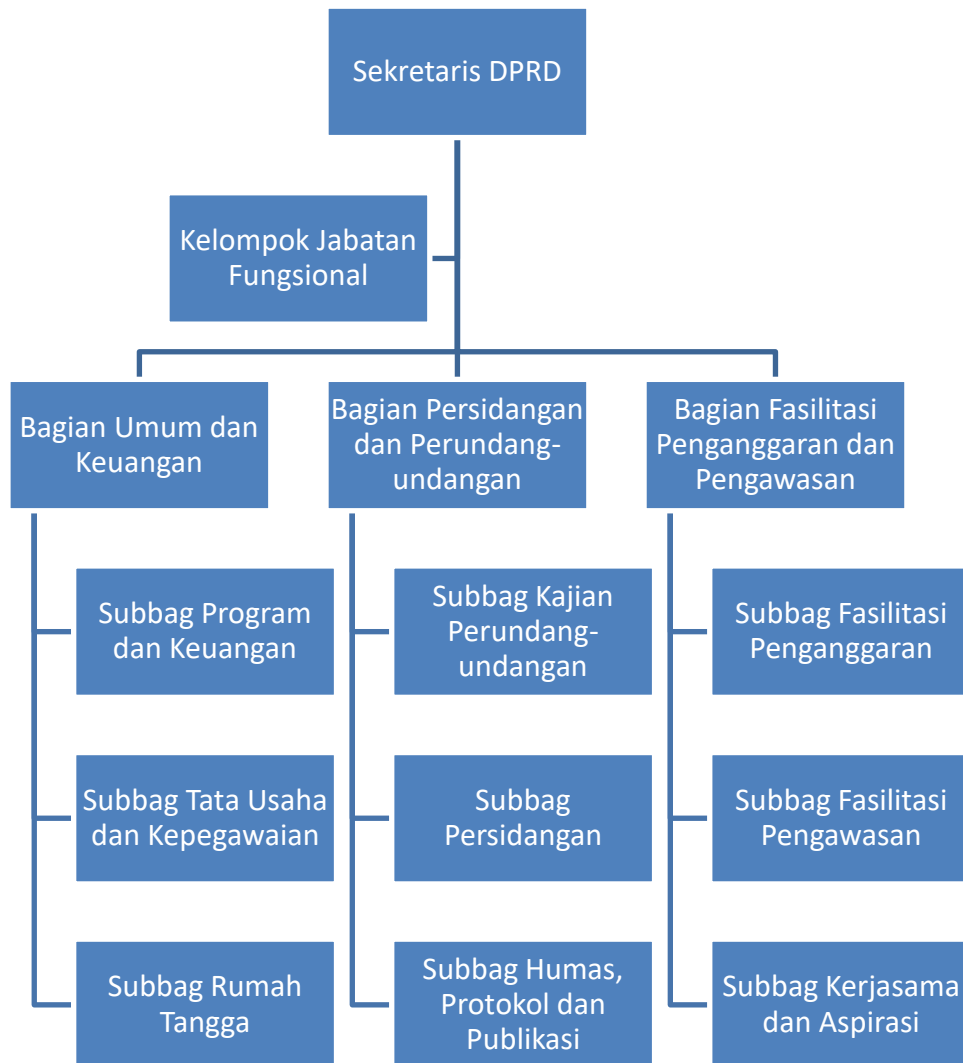 Sekretaris DPRD
Kelompok Jabatan
Fungsional
Bagian Umum dan
Keuangan
Bagian Persidangan
dan Perundang-
undangan
Bagian Fasilitasi
Penganggaran dan
Pengawasan
Subbag Program
dan Keuangan
Subbag Kajian
Perundang-
undangan
Subbag Fasilitasi
Penganggaran
Subbag Tata Usaha
dan Kepegawaian
Subbag
Persidangan
Subbag Fasilitasi
Pengawasan
Subbag Rumah
Tangga
Subbag Humas,
Protokol dan
Publikasi
Subbag Kerjasama
dan Aspirasi